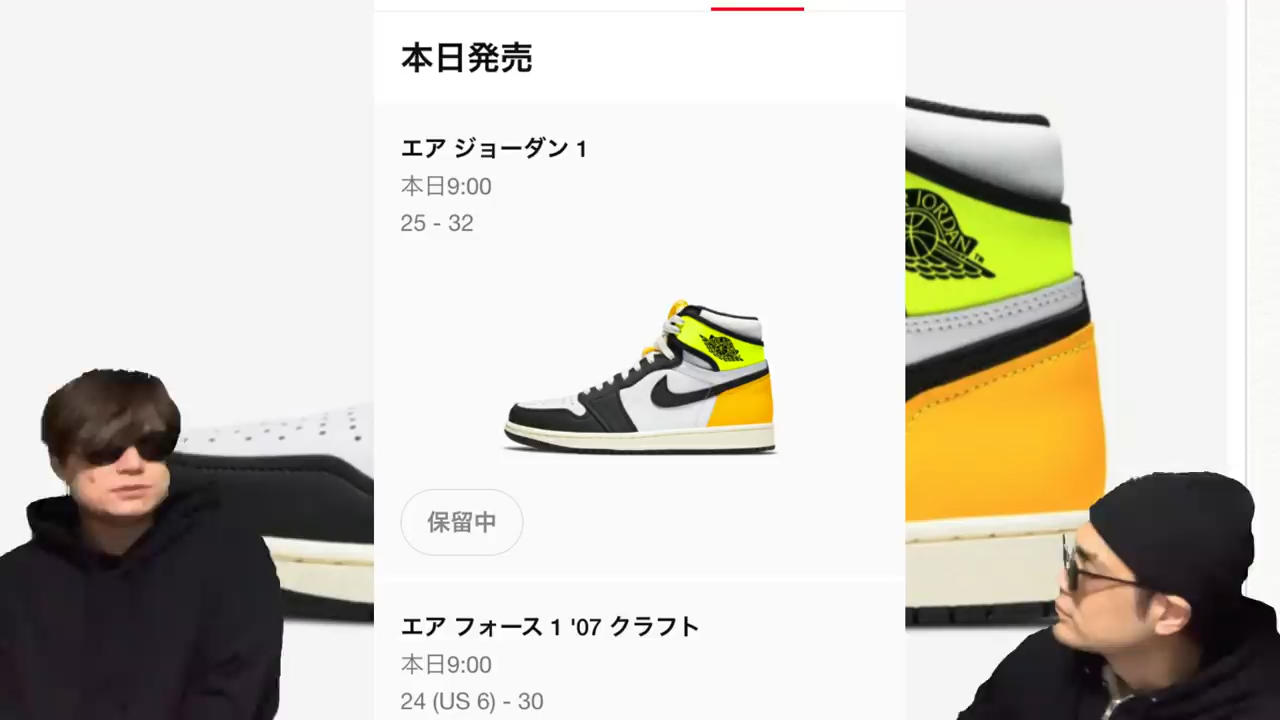 本日発売
エア ジョーダン 1
本日9:00
25 - 32
保留中
エア フォース 1 '07 クラフト
本日9:00
24 (US 6) - 30
R JORDAN
TM